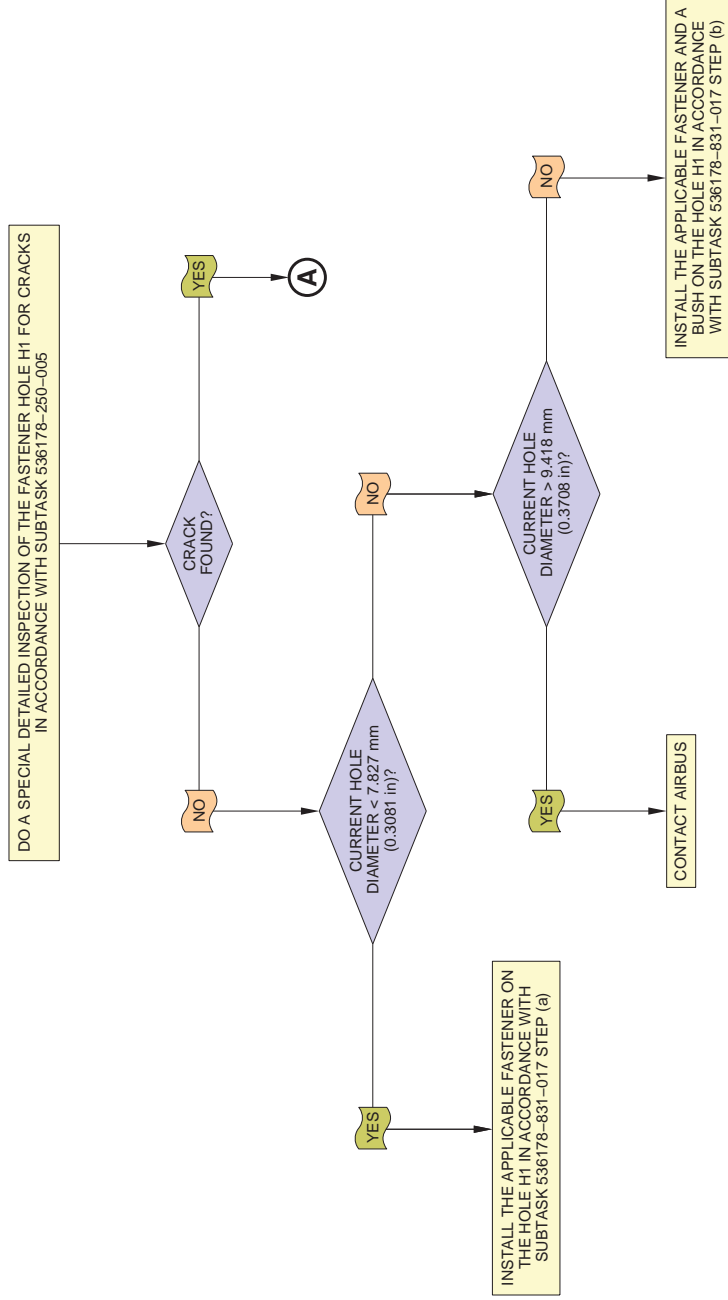 DO A SPECIAL DETAILED INSPECTION OF THE FASTENER HOLE H1 FOR CRACKS
IN ACCORDANCE WITH SUBTASK 536178–250–005
CRACK
FOUND?
NO
YES
A
CURRENT HOLE
DIAMETER < 7.827 mm
(0.3081 in)?
YES
NO
INSTALL THE APPLICABLE FASTENER ON
THE HOLE H1 IN ACCORDANCE WITH
SUBTASK 536178–831–017 STEP (a)
CURRENT HOLE
DIAMETER > 9.418 mm
(0.3708 in)?
YES
NO
CONTACT AIRBUS
INSTALL THE APPLICABLE FASTENER AND A
BUSH ON THE HOLE H1 IN ACCORDANCE
WITH SUBTASK 536178–831–017 STEP (b)